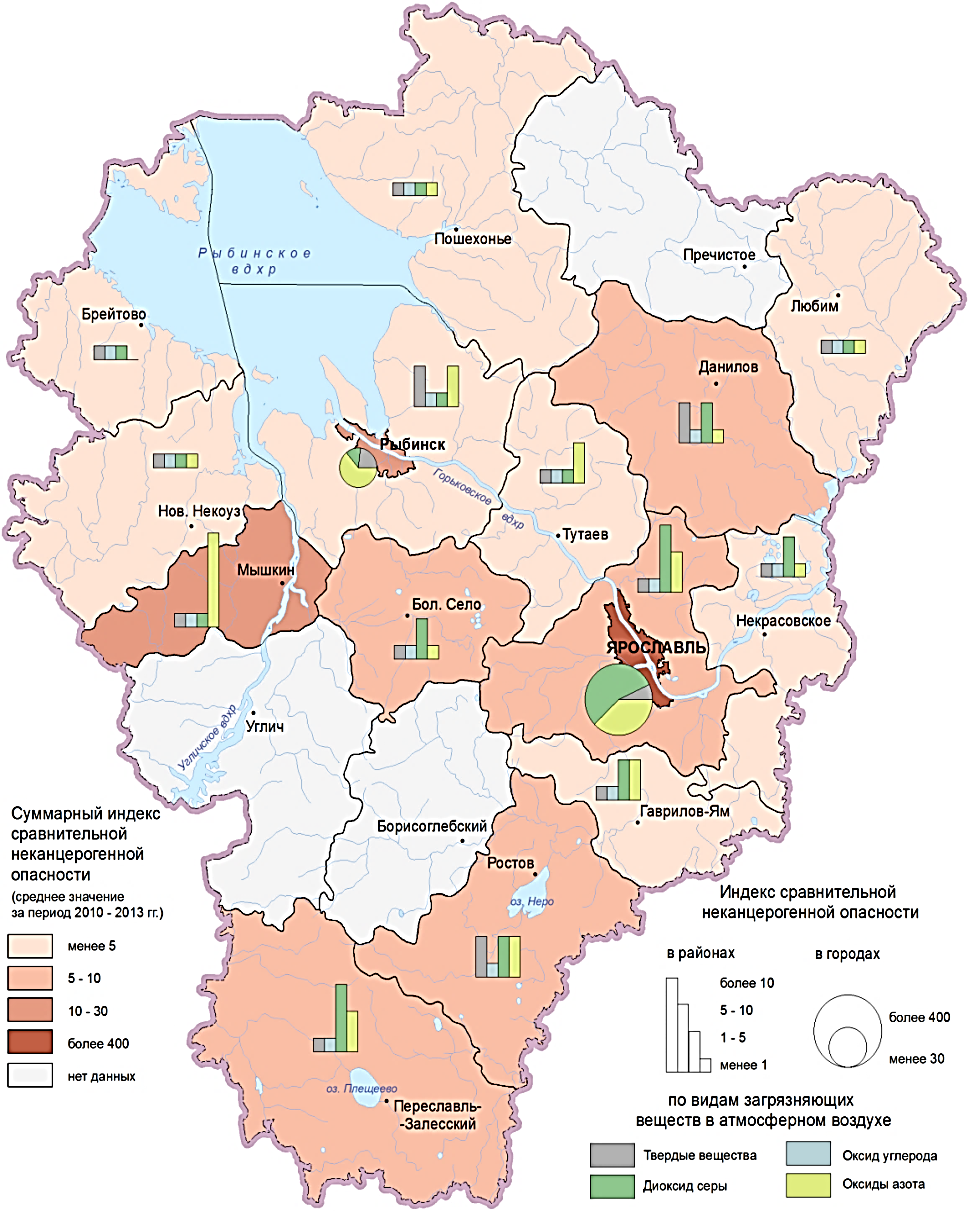 Пошехонье
Пречистое
Рыбинское
вдхр
Любим
Брейтово
Данилов
Рыбинск
Горьковское
вдхр
Нов. Некоуз
Тутаев
Мышкин
Бол. Село
Некрасовское
ЯРОСЛАВЛЬ
Угличское вдхр
Углич
Гаврилов-Ям
Борисоглебский
Ростов
оз. Неро
оз. Плещеево
Переславль-
-Залесский
Суммарный индекс
сравнительной
неканцерогенной
опасности
(среднее значение
за период 2010 - 2013 гг.)
менее 5
5 - 10
10 - 30
более 400
нет данных
Индекс сравнительной
неканцерогенной опасности
в районах
более 10
5 - 10
1 - 5
менее 1
в городах
более 400
менее 30
по видам загрязняющих
веществ в атмосферном воздухе
Твердые вещества
Оксид углерода
Диоксид серы
Оксиды азота